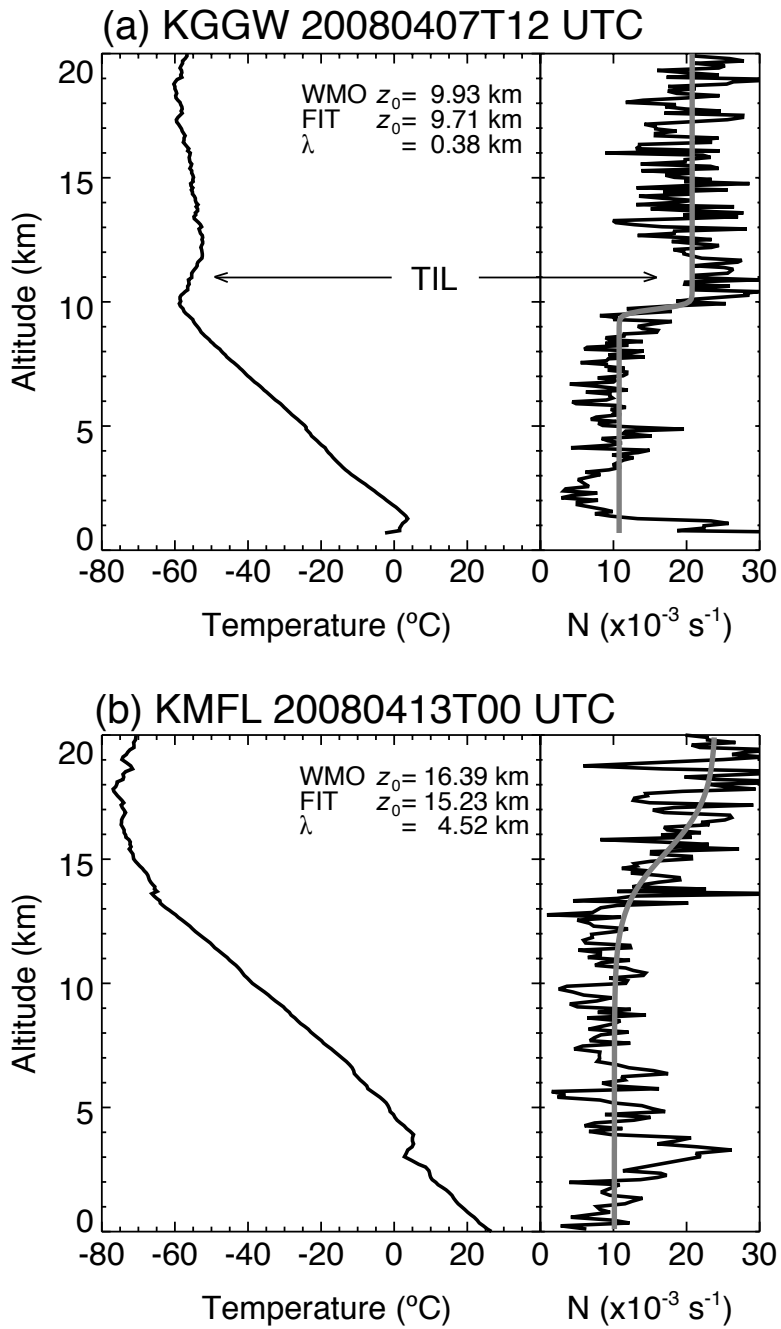 (a) KGGW 20080407T12 UTC
20
15
10
5
0
Altitude (km)
WMO z₀= 9.93 km
FIT z₀= 9.71 km
λ = 0.38 km
TIL
-80 -60 -40 -20 0 20 0 10 20 30
Temperature (ºC) N (x10⁻³ s⁻¹)
(b) KMFL 20080413T00 UTC
20
15
10
5
0
Altitude (km)
WMO z₀= 16.39 km
FIT z₀= 15.23 km
λ = 4.52 km
-80 -60 -40 -20 0 20 0 10 20 30
Temperature (ºC) N (x10⁻³ s⁻¹)